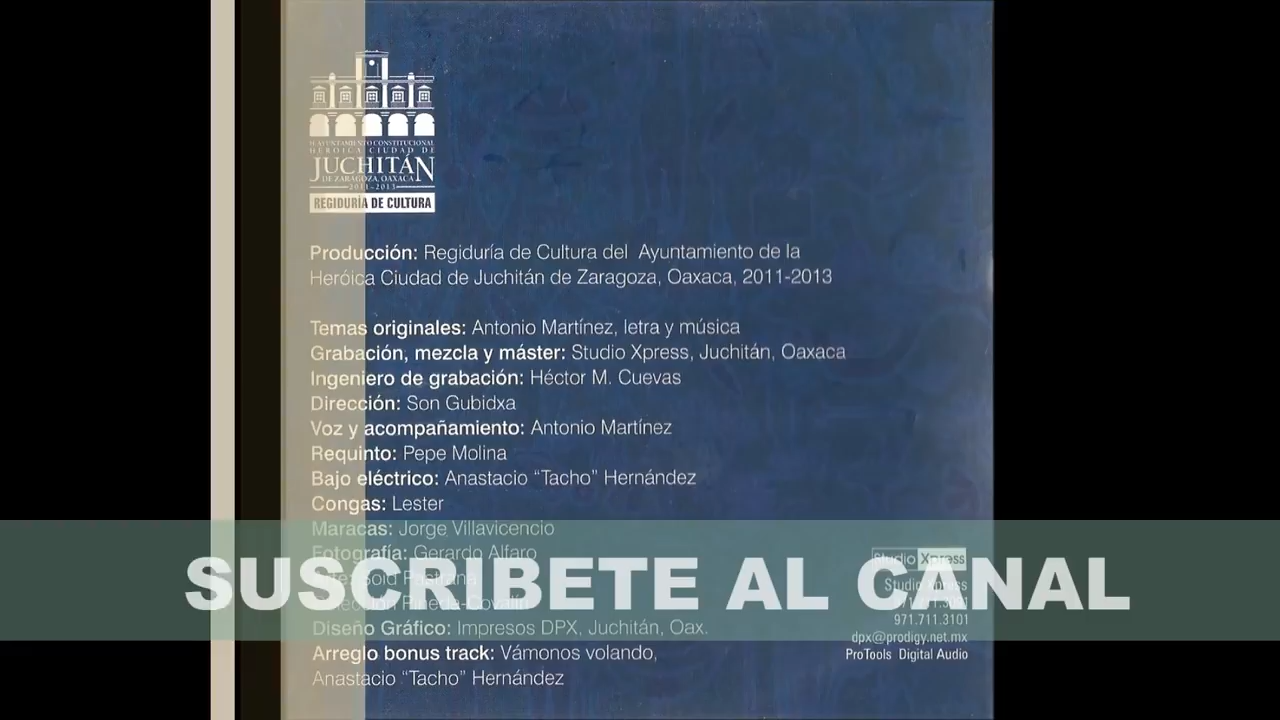 H. AYUNTAMIENTO CONSTITUCIONAL
HERÓICA CIUDAD DE
JUCHITÁN
DE ZARAGOZA, OAXACA
2011-2013
REGIDURÍA DE CULTURA
Producción: Regiduría de Cultura del Ayuntamiento de la
Heróica Ciudad de Juchitán de Zaragoza, Oaxaca, 2011-2013
Temas originales: Antonio Martínez, letra y música
Grabación, mezcla y máster: Studio Xpress, Juchitán, Oaxaca
Ingeniero de grabación: Héctor M. Cuevas
Dirección: Son Gubidxa
Voz y acompañamiento: Antonio Martínez
Requinto: Pepe Molina
Bajo eléctrico: Anastacio “Tacho” Hernández
Congas: Lester
Maracas: Jorge Villavicencio
Fotografía: Gerardo Alfaro
Pineda-Covalin
Diseño Gráfico: Impresos DPX, Juchitán, Oax.
Arreglo bonus track: Vámonos volando,
Anastacio “Tacho” Hernández
SUSCRIBETE AL CANAL
Studio Xpress
Studio Xpress
971.711.3101
dpx@prodigy.net.mx
ProTools Digital Audio